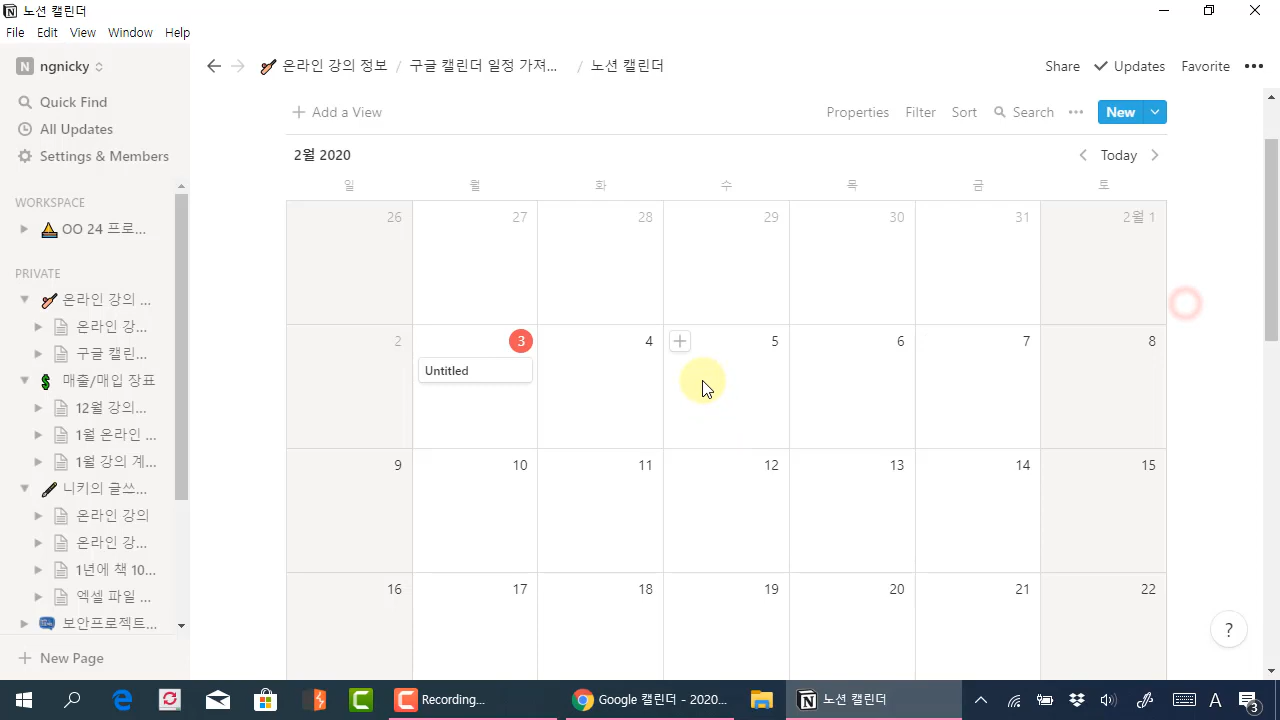 노션 캘린더
File Edit View Window Help
N ngnicky
온라인 강의 정보 / 구글 캘린더 일정 가져... / 노션 캘린더
Share Updates Favorite
Quick Find
All Updates
Settings & Members
WORKSPACE
OO 24 프로...
PRIVATE
온라인 강의 ...
온라인 강...
구글 캘린...
매출/매입 장표
12월 강의...
1월 온라인 ...
1월 강의 계...
니키의 글쓰...
온라인 강의
온라인 강...
1년에 책 10...
엑셀 파일 ...
보안프로젝트...
New Page
Add a View
Properties Filter Sort Search New
2월 2020
Today
일 월 화 수 목 금 토
26 27 28 29 30 31 2월 1
2 3 4 5 6 7 8
Untitled
9 10 11 12 13 14 15
16 17 18 19 20 21 22
?
Recording... Google 캘린더 - 2020... 노션 캘린더 A 3